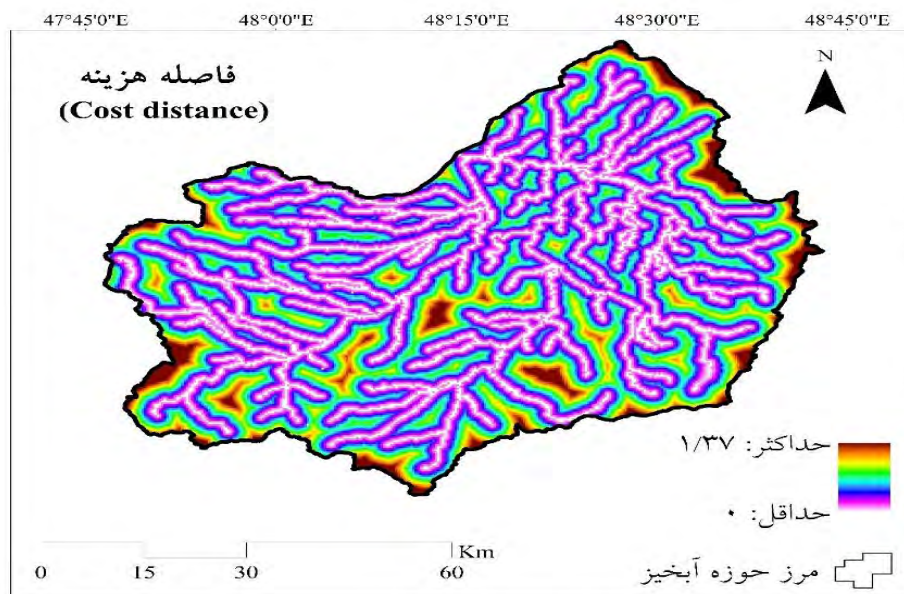 47°45'0"E 48°0'0"E 48°15'0"E 48°30'0"E 48°45'0"E
فاصله هزینه
(Cost distance)
N
حداکثر: ۱/۳۷
حداقل: ۰
Km
0 15 30 60
مرز حوزه آبخیز